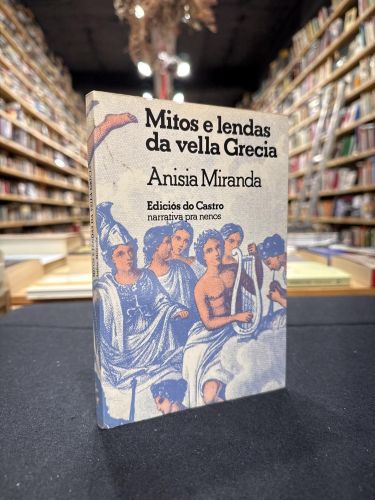 Mitos e lendas
da vella Grecia
Anisia Miranda
Ediciós do Castro
narrativa pra nenos